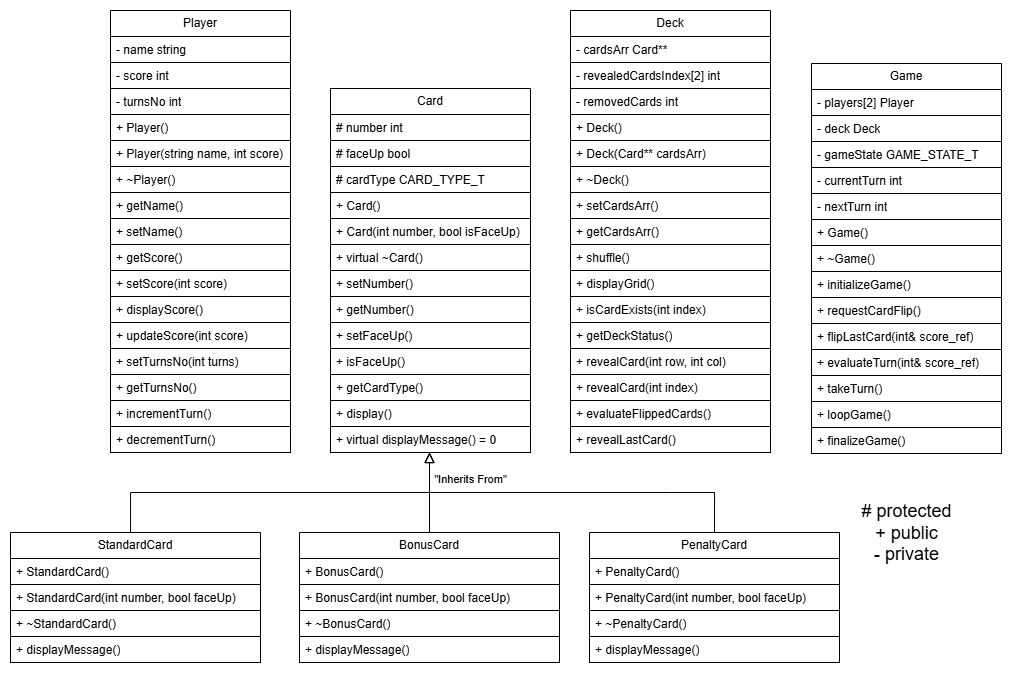 Player
- name string
- score int
- turnsNo int
+ Player()
+ Player(string name, int score)
+ ~Player()
+ getName()
+ setName()
+ getScore()
+ setScore(int score)
+ displayScore()
+ updateScore(int score)
+ setTurnsNo(int turns)
+ getTurnsNo()
+ incrementTurn()
+ decrementTurn()
Card
# number int
# faceUp bool
# cardType CARD_TYPE_T
+ Card()
+ Card(int number, bool isFaceUp)
+ virtual ~Card()
+ setNumber()
+ getNumber()
+ setFaceUp()
+ isFaceUp()
+ getCardType()
+ display()
+ virtual displayMessage() = 0
Deck
- cardsArr Card**
- revealedCardsIndex[2] int
- removedCards int
+ Deck()
+ Deck(Card** cardsArr)
+ ~Deck()
+ setCardsArr()
+ getCardsArr()
+ shuffle()
+ displayGrid()
+ isCardExists(int index)
+ getDeckStatus()
+ revealCard(int row, int col)
+ revealCard(int index)
+ evaluateFlippedCards()
+ revealLastCard()
Game
- players[2] Player
- deck Deck
- gameState GAME_STATE_T
- currentTurn int
- nextTurn int
+ Game()
+ ~Game()
+ initializeGame()
+ requestCardFlip()
+ flipLastCard(int& score_ref)
+ evaluateTurn(int& score_ref)
+ takeTurn()
+ loopGame()
+ finalizeGame()
"Inherits From"
StandardCard
+ StandardCard()
+ StandardCard(int number, bool faceUp)
+ ~StandardCard()
+ displayMessage()
BonusCard
+ BonusCard()
+ BonusCard(int number, bool faceUp)
+ ~BonusCard()
+ displayMessage()
PenaltyCard
+ PenaltyCard()
+ PenaltyCard(int number, bool faceUp)
+ ~PenaltyCard()
+ displayMessage()
# protected
+ public
- private